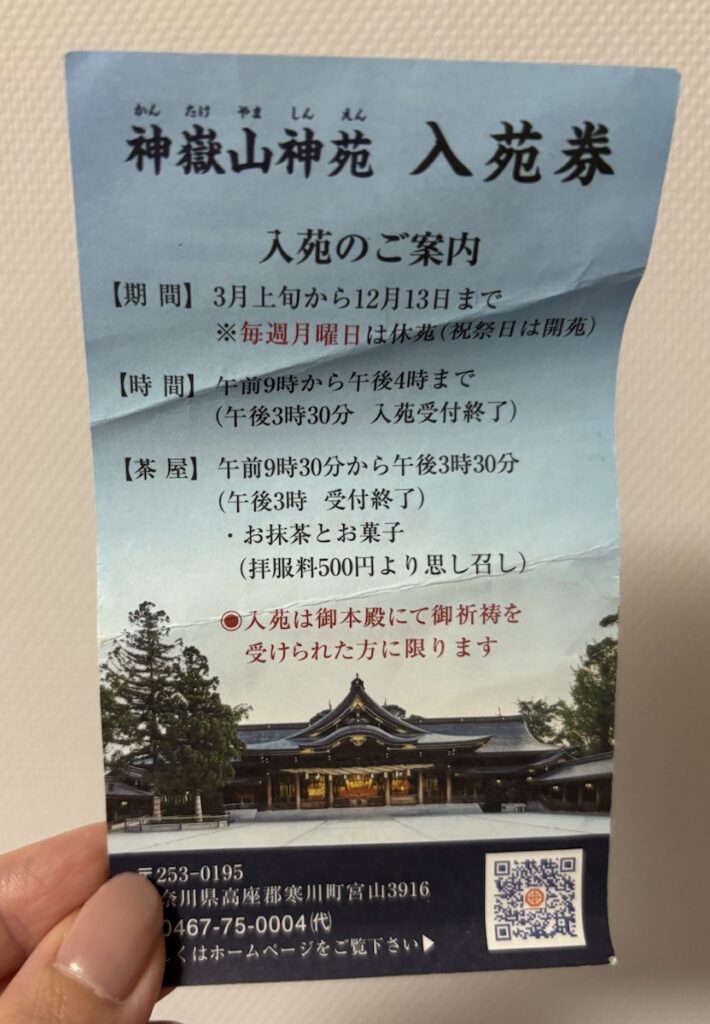 かんたけやましんえん
神嶽山神苑 入苑券
入苑のご案内
【期間】3月上旬から12月13日まで
※毎週月曜日は休苑(祝祭日は開苑)
【時間】午前9時から午後4時まで
(午後3時30分 入苑受付終了)
【茶屋】午前9時30分から午後3時30分
(午後3時 受付終了)
・お抹茶とお菓子
(拝服料500円より思し召し)
◉入苑は御本殿にて御祈祷を
受けられた方に限ります
〒253-0195
奈川県高座郡寒川町宮山3916
0467-75-0004㈹
くはホームページをご覧下さい▶